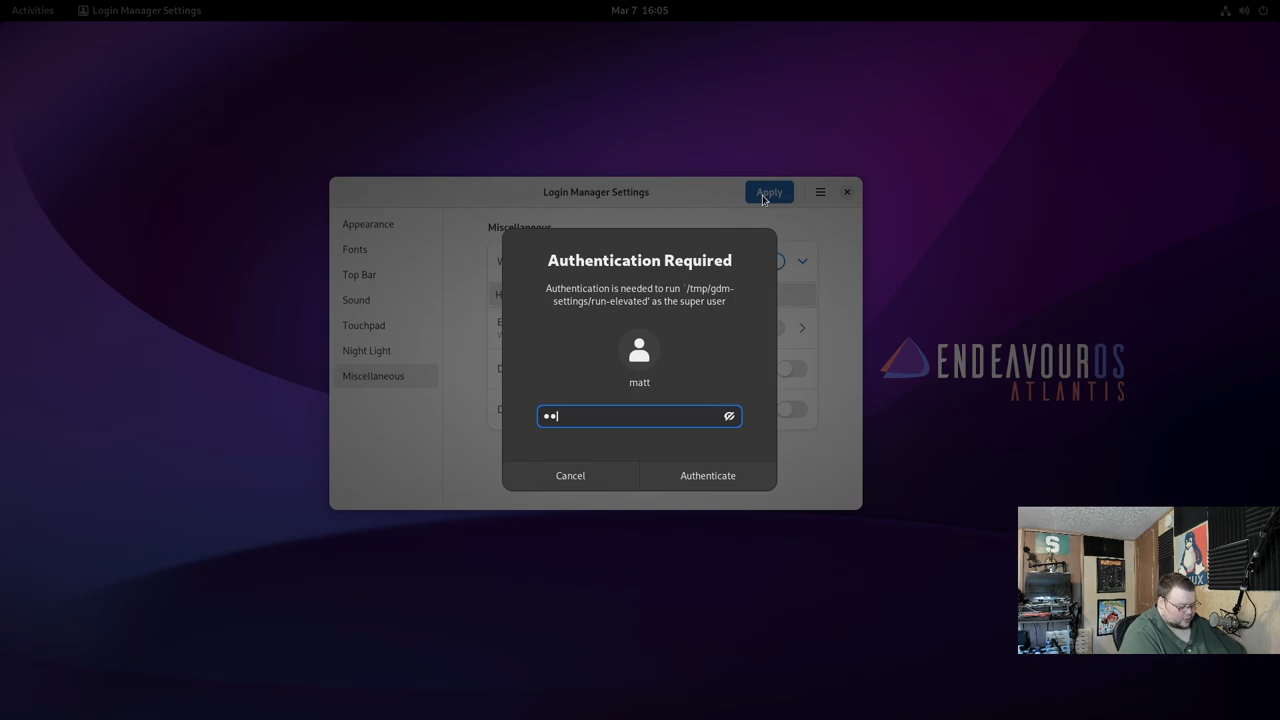 Activities
Login Manager Settings
Mar 7 16:05
Login Manager Settings
Apply
Appearance
Fonts
Top Bar
Sound
Touchpad
Night Light
Miscellaneous
Miscellaneous
Authentication Required
Authentication is needed to run `/tmp/gdm-
settings/run-elevated' as the super user
matt
Cancel
Authenticate
ENDEAVOUROS
ATLANTIS
S